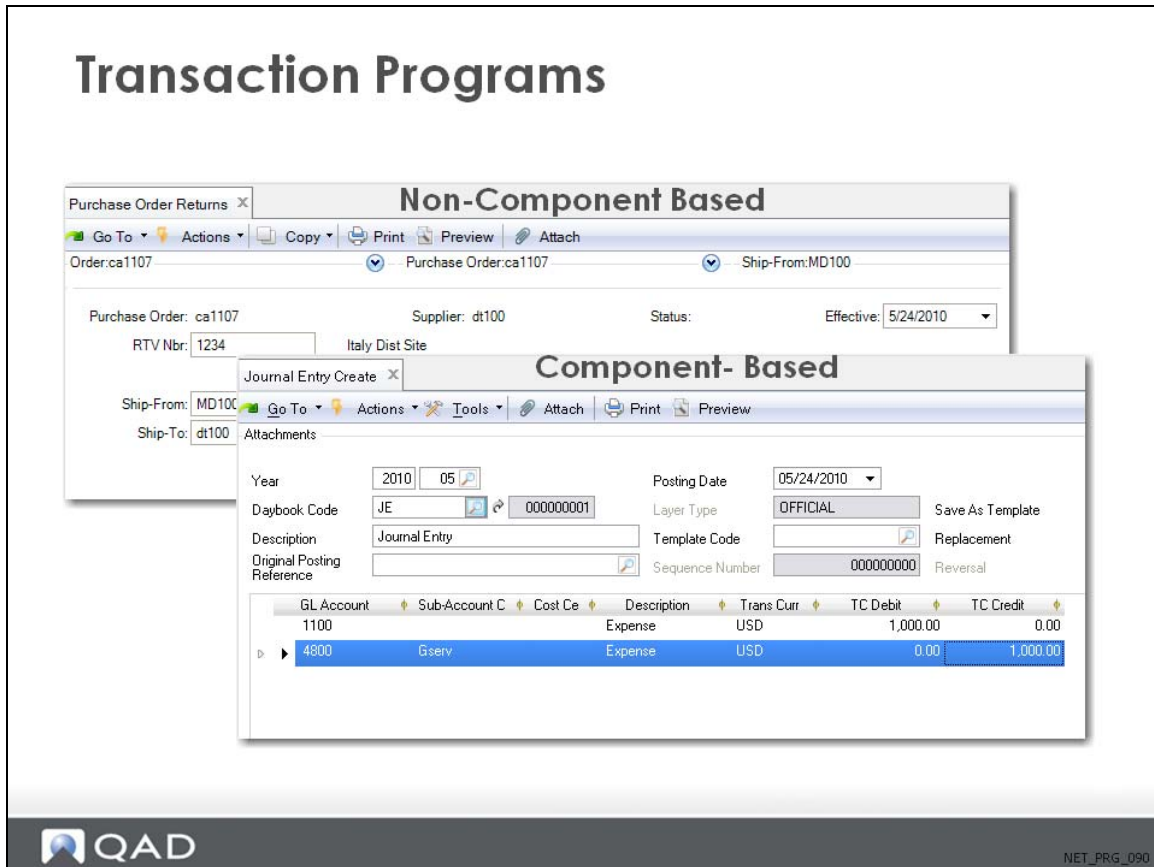 Transaction Programs
Non-Component Based
Purchase Order Returns X
Go To Actions Copy Print Preview Attach
Order:ca1107 Purchase Order:ca1107 Ship-From:MD100
Purchase Order: ca1107 Supplier: dt100 Status: Effective: 5/24/2010
RTV Nbr: 1234 Italy Dist Site
Ship-From: MD100
Ship-To: dt100
Component- Based
Journal Entry Create X
Go To Actions Tools Attach Print Preview
Attachments
Year 2010 05 Posting Date 05/24/2010
Daybook Code JE 000000001 Layer Type OFFICIAL Save As Template
Description Journal Entry Template Code Replacement
Original Posting Reference Sequence Number 000000000 Reversal
GL Account Sub-Account C Cost Ce Description Trans Curr TC Debit TC Credit
1100 Expense USD 1,000.00 0.00
4800 Gserv Expense USD 0.00 1,000.00
QAD
NET_PRG_090